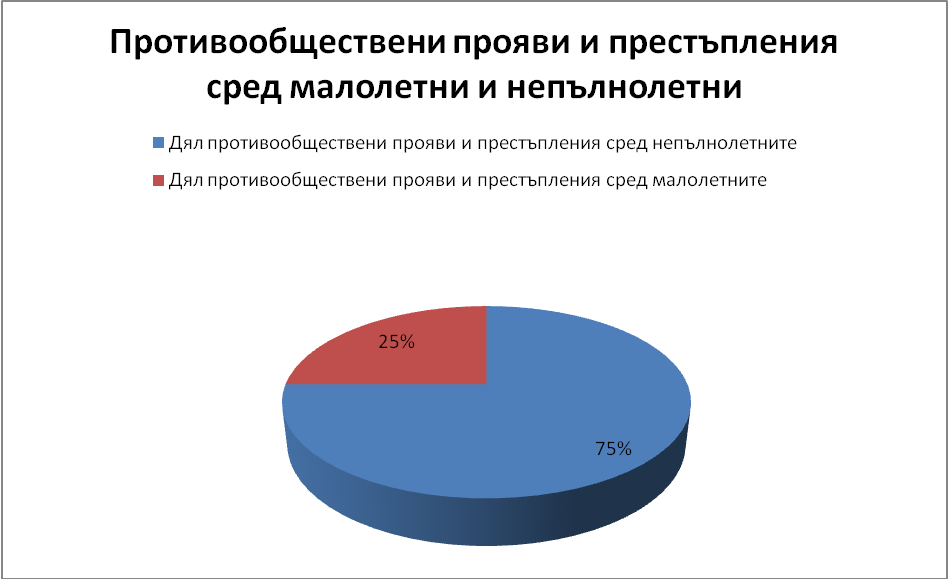 Противообществени прояви и престъпления
сред малолетни и непълнолетни
Дял противообществени прояви и престъпления сред непълнолетните
Дял противообществени прояви и престъпления сред малолетните
25%
75%